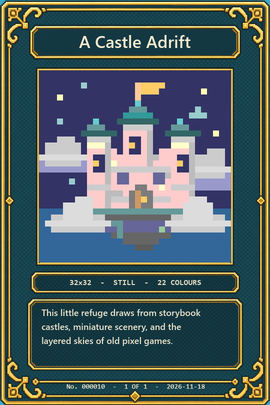 A Castle Adrift
32x32 - STILL - 22 COLOURS
This little refuge draws from storybook
castles, miniature scenery, and the
layered skies of old pixel games.
No. 000010 - 1 OF 1 - 2026-11-18